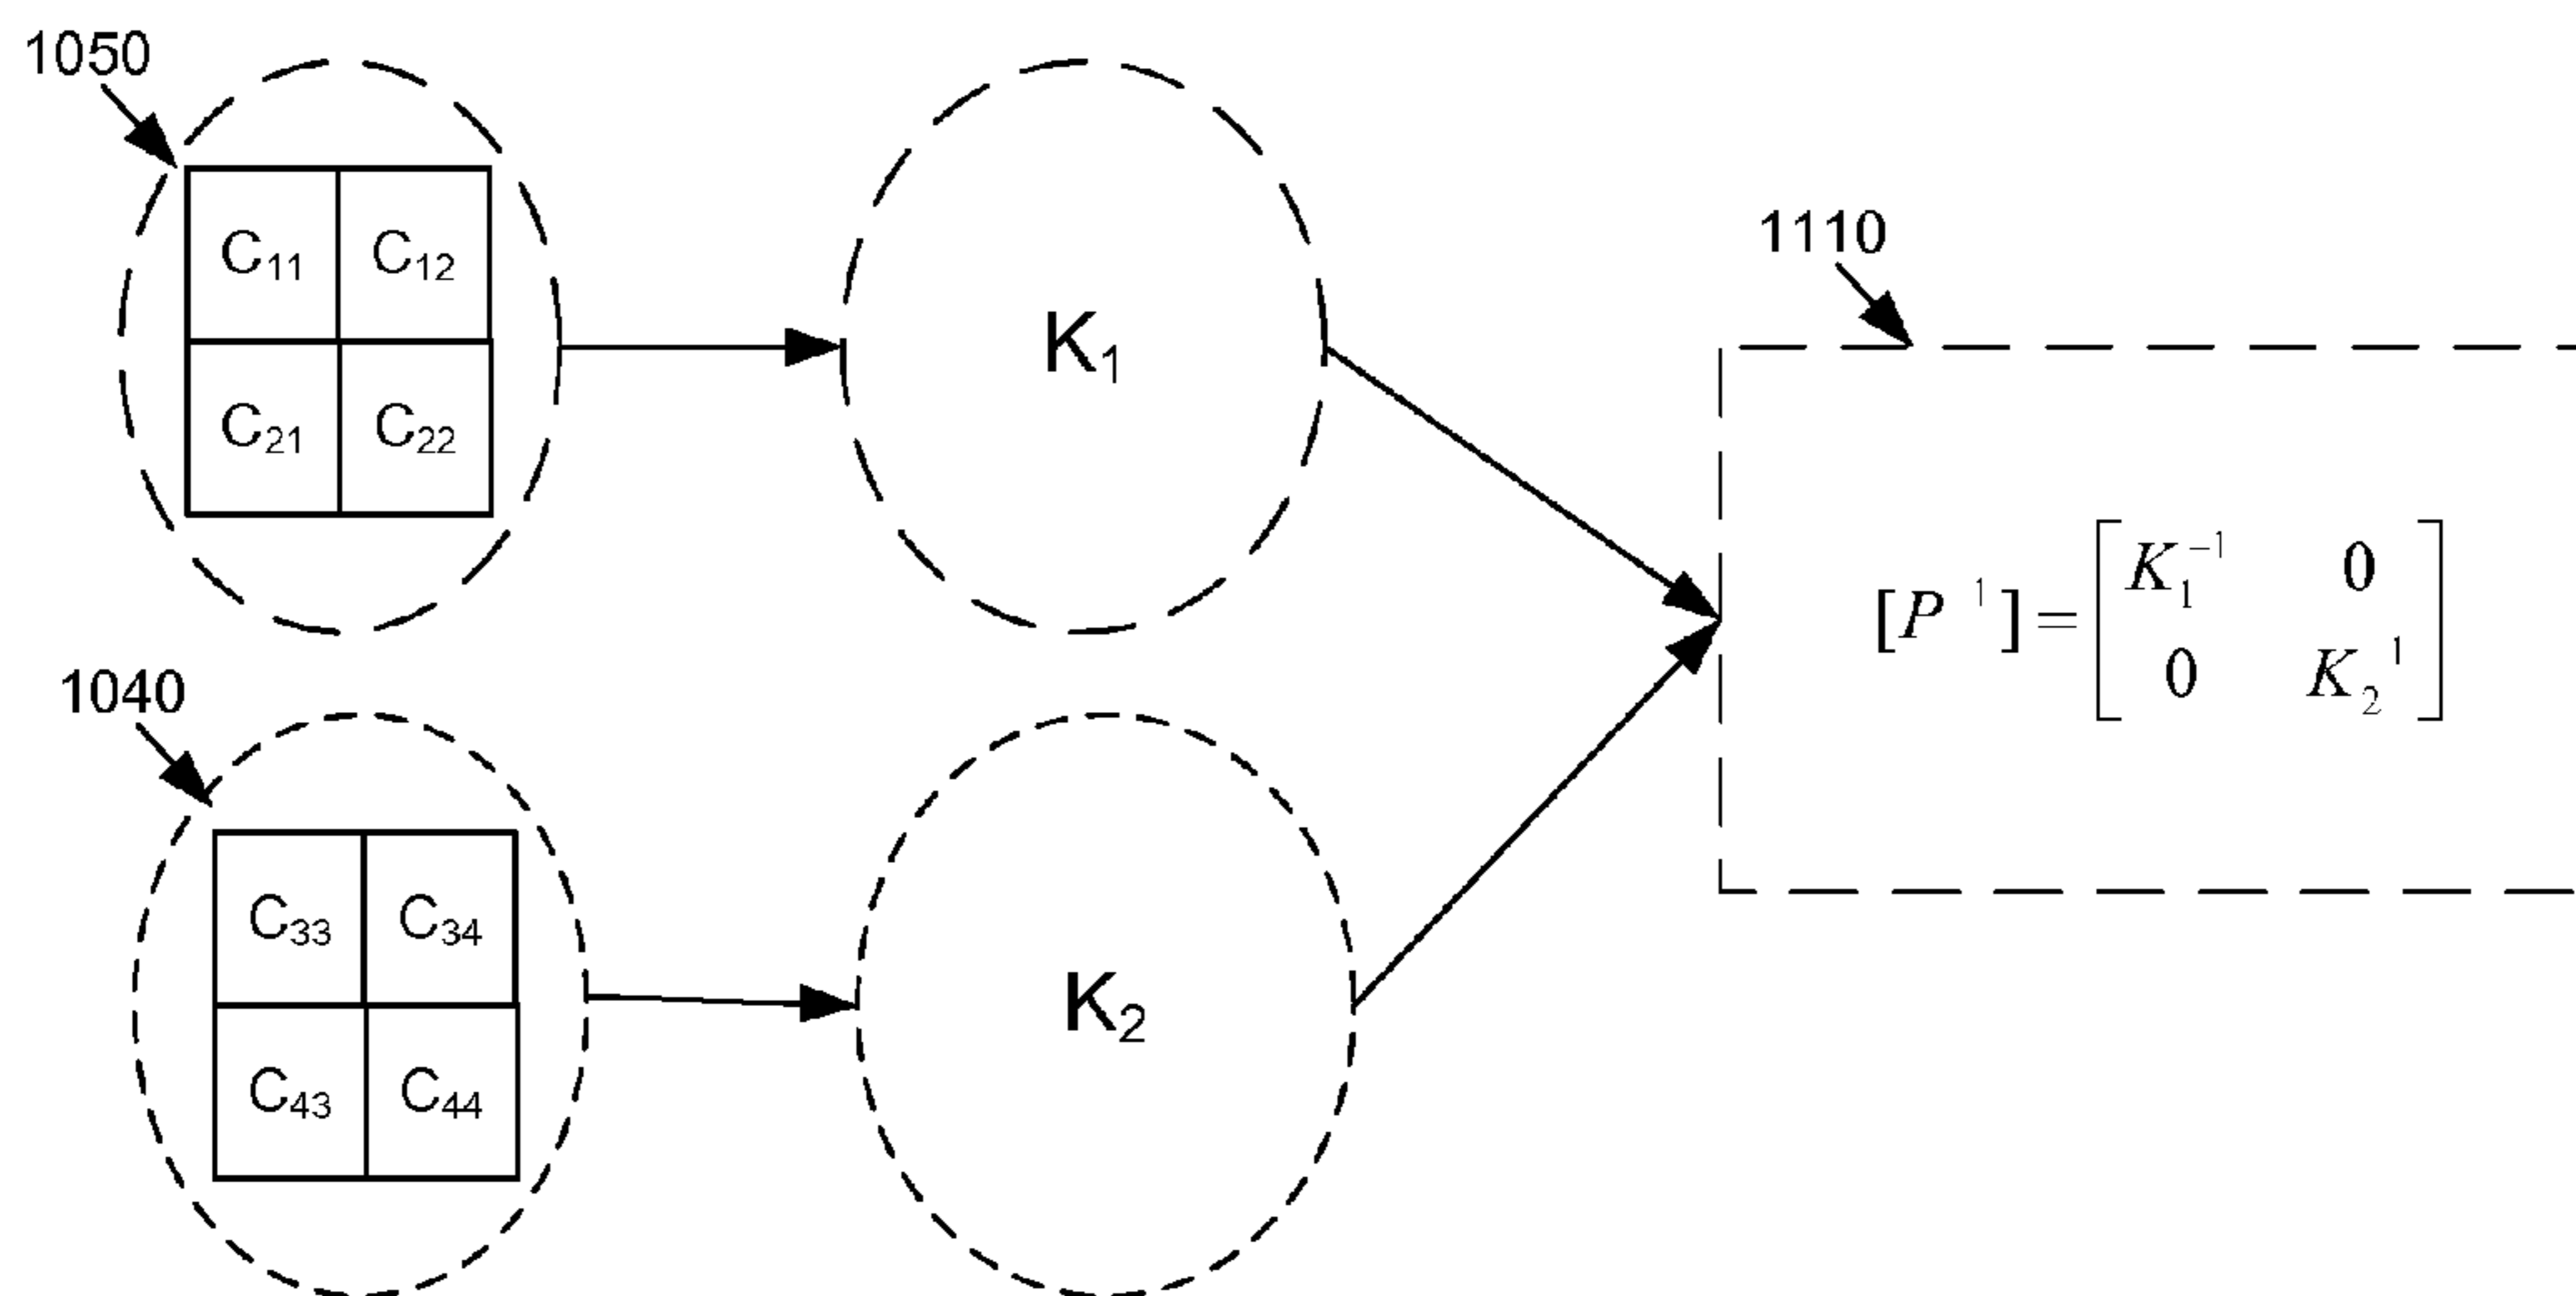 1050
C₁₁ C₁₂
C₂₁ C₂₂
K₁
1110
[P ¹] = [K₁⁻¹ 0
0 K₂ ¹]
1040
C₃₃ C₃₄
C₄₃ C₄₄
K₂